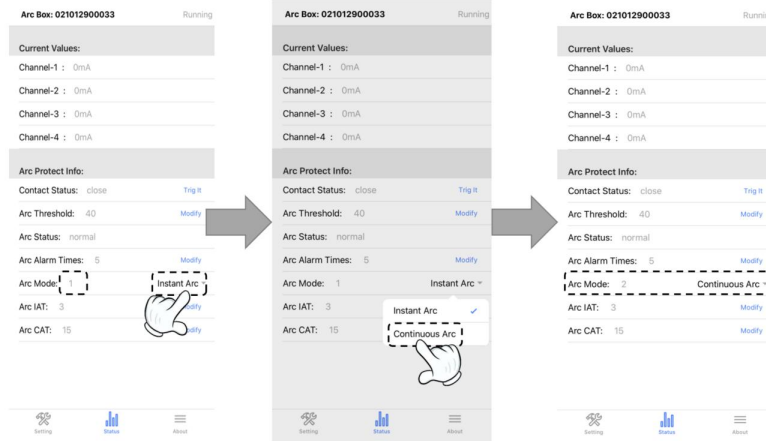 Arc Box: 021012900033 Running
Current Values:
Channel-1 : 0mA
Channel-2 : 0mA
Channel-3 : 0mA
Channel-4 : 0mA
Arc Protect Info:
Contact Status: close Trig It
Arc Threshold: 40 Modify
Arc Status: normal
Arc Alarm Times: 5 Modify
Arc Mode: 1 Instant Arc
Arc IAT: 3 Modify
Arc CAT: 15 Modify
Setting Status About
Arc Box: 021012900033 Running
Current Values:
Channel-1 : 0mA
Channel-2 : 0mA
Channel-3 : 0mA
Channel-4 : 0mA
Arc Protect Info:
Contact Status: close Trig It
Arc Threshold: 40 Modify
Arc Status: normal
Arc Alarm Times: 5 Modify
Arc Mode: 1 Instant Arc
Arc IAT: 3
Instant Arc
Arc CAT: 15
Continuous Arc
Setting Status About
Arc Box: 021012900033
Current Values:
Channel-1 : 0mA
Channel-2 : 0mA
Channel-3 : 0mA
Channel-4 : 0mA
Arc Protect Info:
Contact Status: close Trig It
Arc Threshold: 40 Modify
Arc Status: normal
Arc Alarm Times: 5 Modify
Arc Mode: 2 Continuous Arc
Arc IAT: 3 Modify
Arc CAT: 15 Modify
Setting Status About